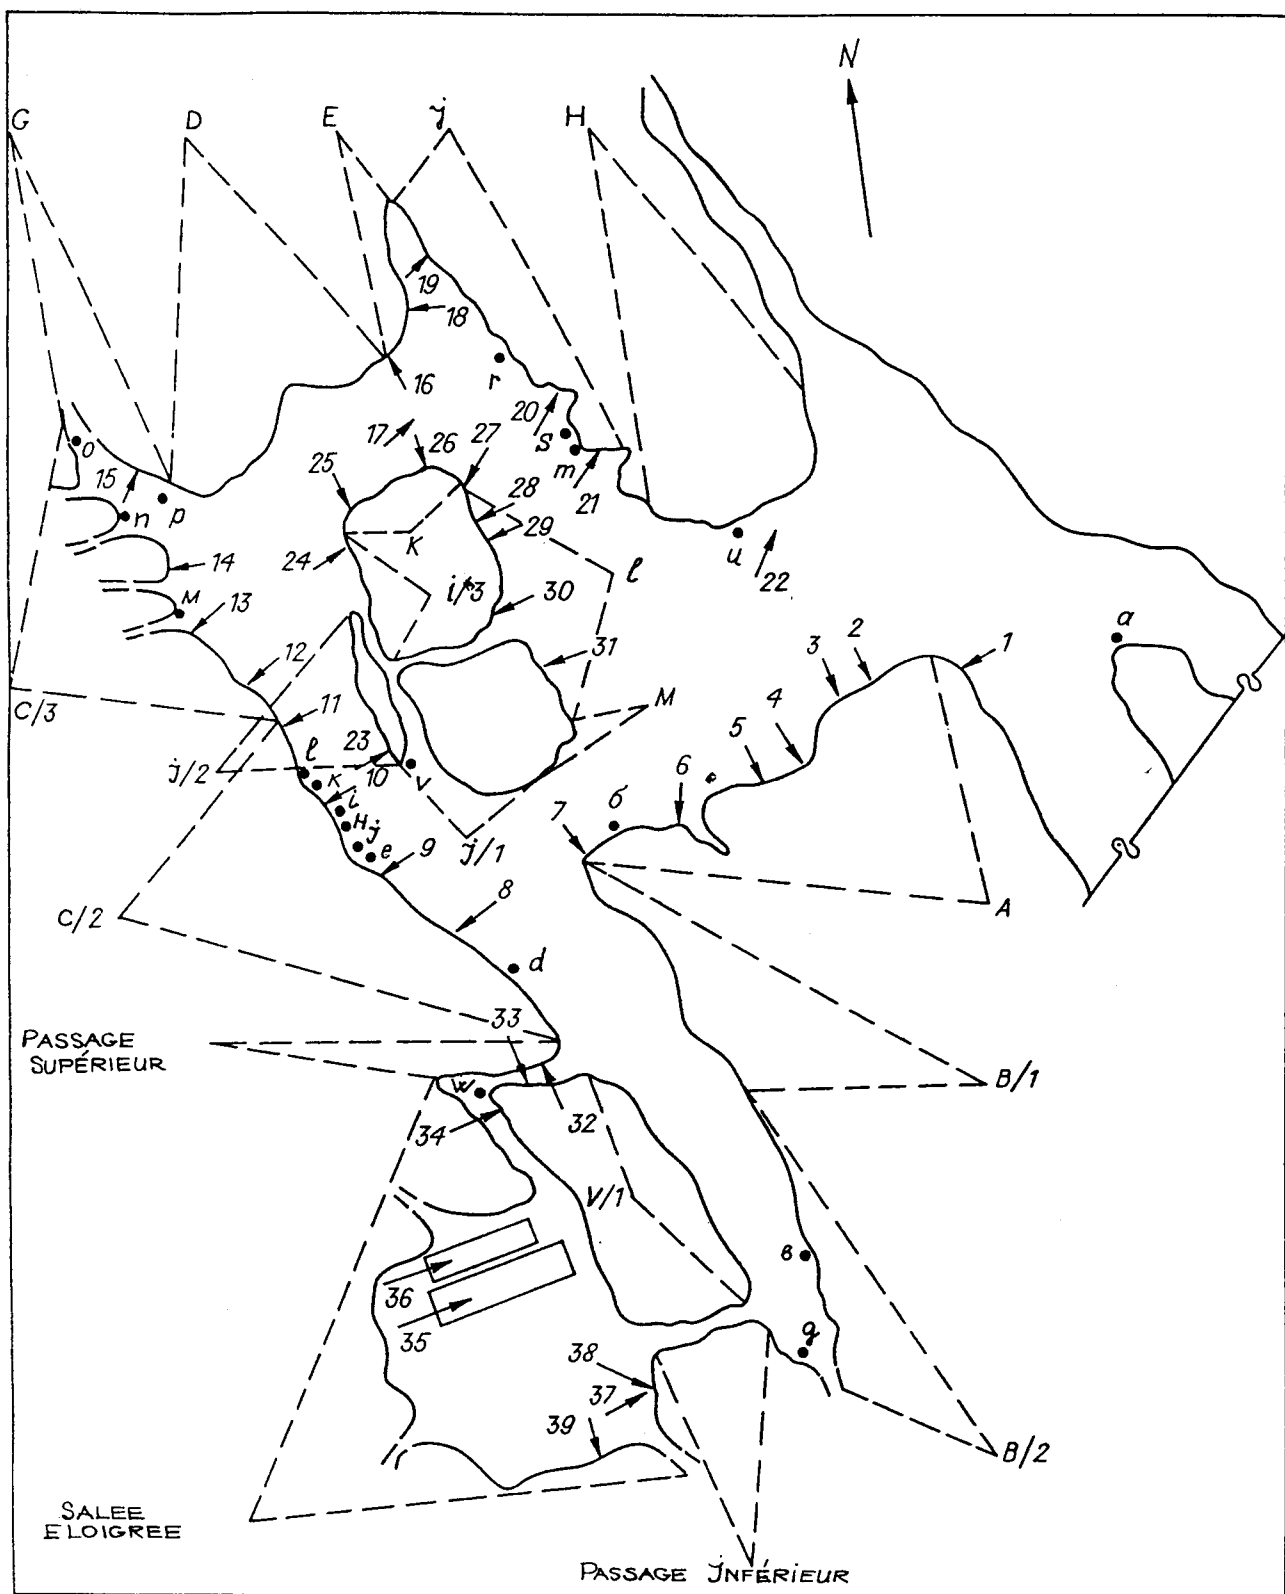 N
G
D
E
j
H
19
18
16
r
20
17
S
m
26
27
21
o
25
28
15
n
p
K
29
u
22
24
l
14
i/3
30
M
13
a
31
3
2
1
12
C/3
11
M
4
5
j/2
l
23
v
6
K
10
i
H
j
7
б
e
9
j/1
8
C/2
A
d
33
PASSAGE
SUPÉRIEUR
B/1
W
34
32
V/1
в
36
35
g
38
37
39
B/2
SALEE
ELOIGREE
PASSAGE JNFÉRIEUR